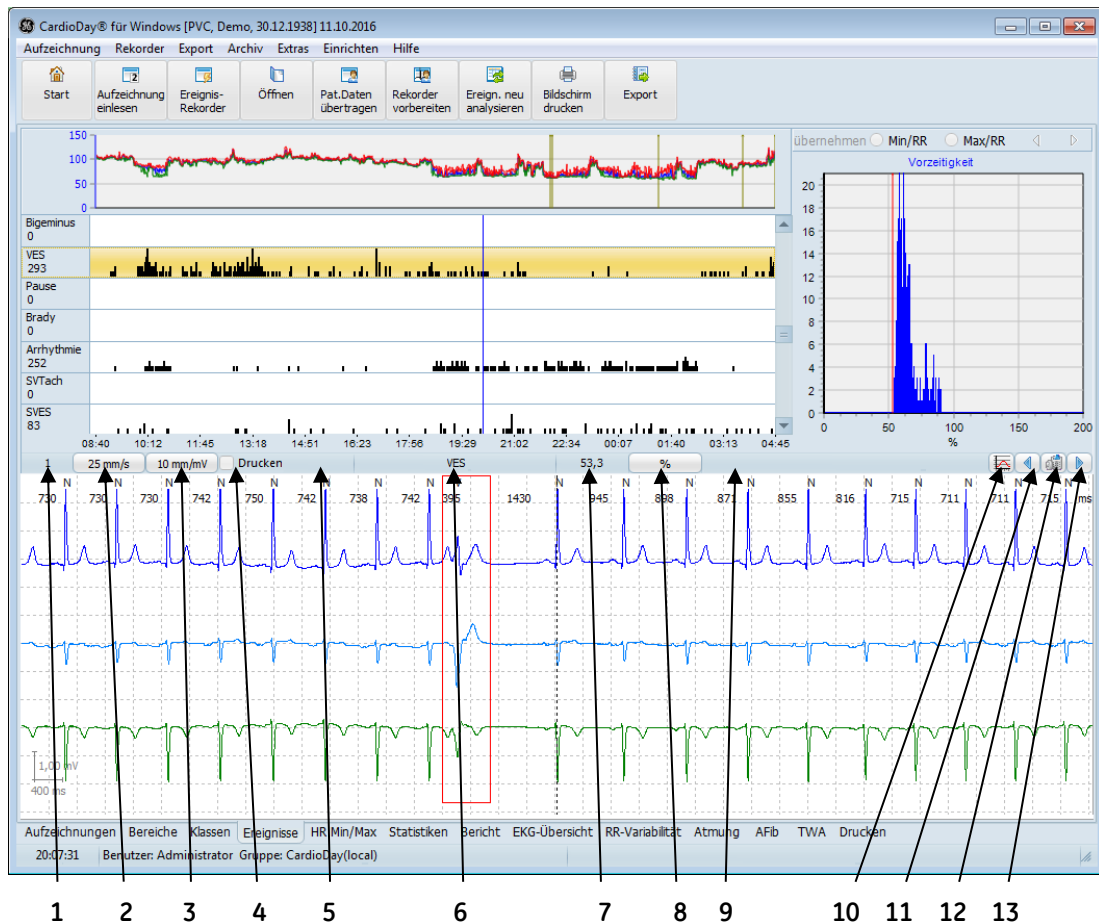 CardioDay® für Windows [PVC, Demo, 30.12.1938] 11.10.2016
Aufzeichnung Rekorder Export Archiv Extras Einrichten Hilfe
Start
Aufzeichnung einlesen
Ereignis-Rekorder
Öffnen
Pat.Daten übertragen
Rekorder vorbereiten
Ereign. neu analysieren
Bildschirm drucken
Export
150
100
50
0
übernehmen Min/RR Max/RR
Vorzeitigkeit
20
18
16
14
12
10
8
6
4
2
0
0 50 100 150 200
%
Bigeminus
0
VES
293
Pause
0
Brady
0
Arrhythmie
252
SVTach
0
SVES
83
08:40 10:12 11:45 13:18 14:51 16:23 17:56 19:29 21:02 22:34 00:07 01:40 03:13 04:45
1 25 mm/s 10 mm/mV Drucken VES 53,3 %
N N N N N N N N N N N N N N N N N N
730 730 730 742 750 742 738 742 395 1430 945 898 871 855 816 715 711 711 715 ms
1,00 mV
400 ms
Aufzeichnungen Bereiche Klassen Ereignisse HR Min/Max Statistiken Bericht EKG-Übersicht RR-Variabilität Atmung AFib TWA Drucken
20:07:31 Benutzer: Administrator Gruppe: CardioDay(local)
1 2 3 4 5 6 7 8 9 10 11 12 13